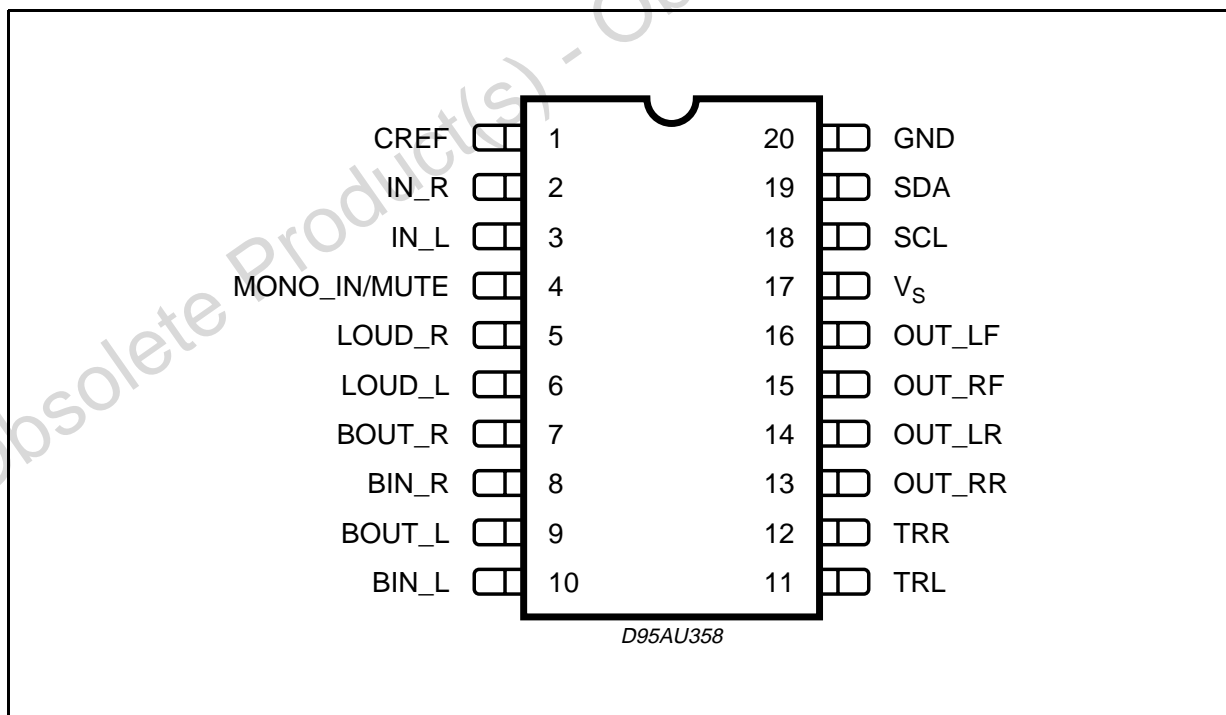 Obsolete Product(s) - Ob
CREF 1 20 GND
IN_R 2 19 SDA
IN_L 3 18 SCL
MONO_IN/MUTE 4 17 VS
LOUD_R 5 16 OUT_LF
LOUD_L 6 15 OUT_RF
BOUT_R 7 14 OUT_LR
BIN_R 8 13 OUT_RR
BOUT_L 9 12 TRR
BIN_L 10 11 TRL
D95AU358